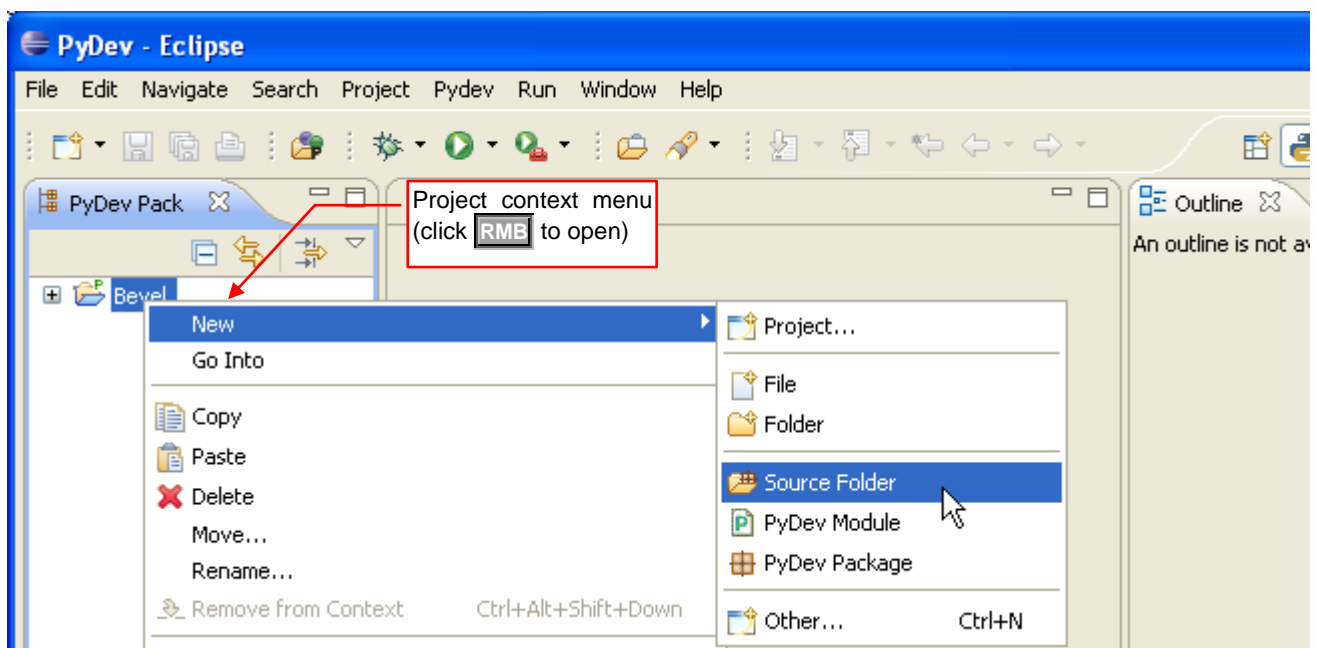 PyDev - Eclipse
File Edit Navigate Search Project Pydev Run Window Help
PyDev Pack
Project context menu
(click RMB to open)
Outline
An outline is not a
Bevel
New
Go Into
Copy
Paste
Delete
Move...
Rename...
Remove from Context Ctrl+Alt+Shift+Down
Project...
File
Folder
Source Folder
PyDev Module
PyDev Package
Other... Ctrl+N